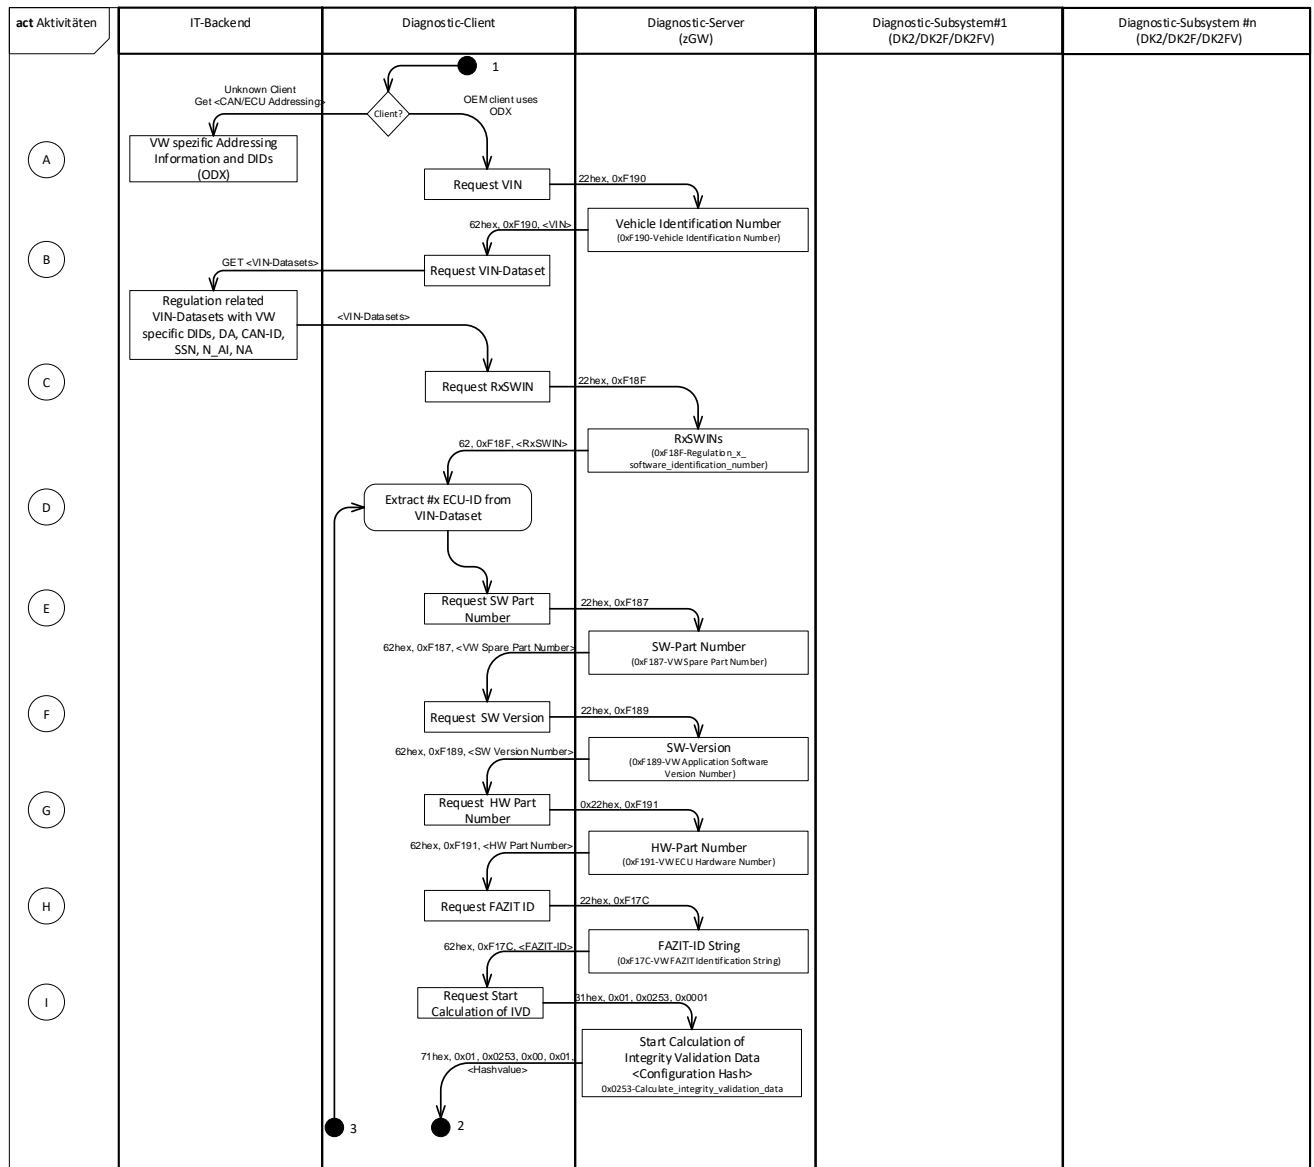 act Aktivitäten
IT-Backend
Diagnostic-Client
Diagnostic-Server
(zGW)
Diagnostic-Subsystem#1
(DK2/DK2F/DK2FV)
Diagnostic-Subsystem #n
(DK2/DK2F/DK2FV)
1
Unknown Client
Get <CAN/ECU Addressing>
Client?
OEM client uses
ODX
A
VW spezific Addressing
Information and DIDs
(ODX)
Request VIN
22hex, 0xF190
Vehicle Identification Number
(0xF190-Vehicle Identification Number)
62hex, 0xF190, <VIN>
B
GET <VIN-Datasets>
Request VIN-Dataset
Regulation related
VIN-Datasets with VW
specific DIDs, DA, CAN-ID,
SSN, N_AI, NA
<VIN-Datasets>
C
Request RxSWIN
22hex, 0xF18F
RxSWINs
(0xF18F-Regulation_x_
software_identification_number)
62, 0xF18F, <RxSWIN>
D
Extract #x ECU-ID from
VIN-Dataset
E
Request SW Part
Number
22hex, 0xF187
SW-Part Number
(0xF187-VW Spare Part Number)
62hex, 0xF187, <VW Spare Part Number>
F
Request SW Version
22hex, 0xF189
SW-Version
(0xF189-VW Application Software
Version Number)
62hex, 0xF189, <SW Version Number>
G
Request HW Part
Number
0x22hex, 0xF191
HW-Part Number
(0xF191-VW ECU Hardware Number)
62hex, 0xF191, <HW Part Number>
H
Request FAZIT ID
22hex, 0xF17C
FAZIT-ID String
(0xF17C-VW FAZIT Identification String)
62hex, 0xF17C, <FAZIT-ID>
I
Request Start
Calculation of IVD
31hex, 0x01, 0x0253, 0x0001
Start Calculation of
Integrity Validation Data
<Configuration Hash>
0x0253-Calculate_integrity_validation_data
71hex, 0x01, 0x0253, 0x00, 0x01,
<Hashvalue>
3
2